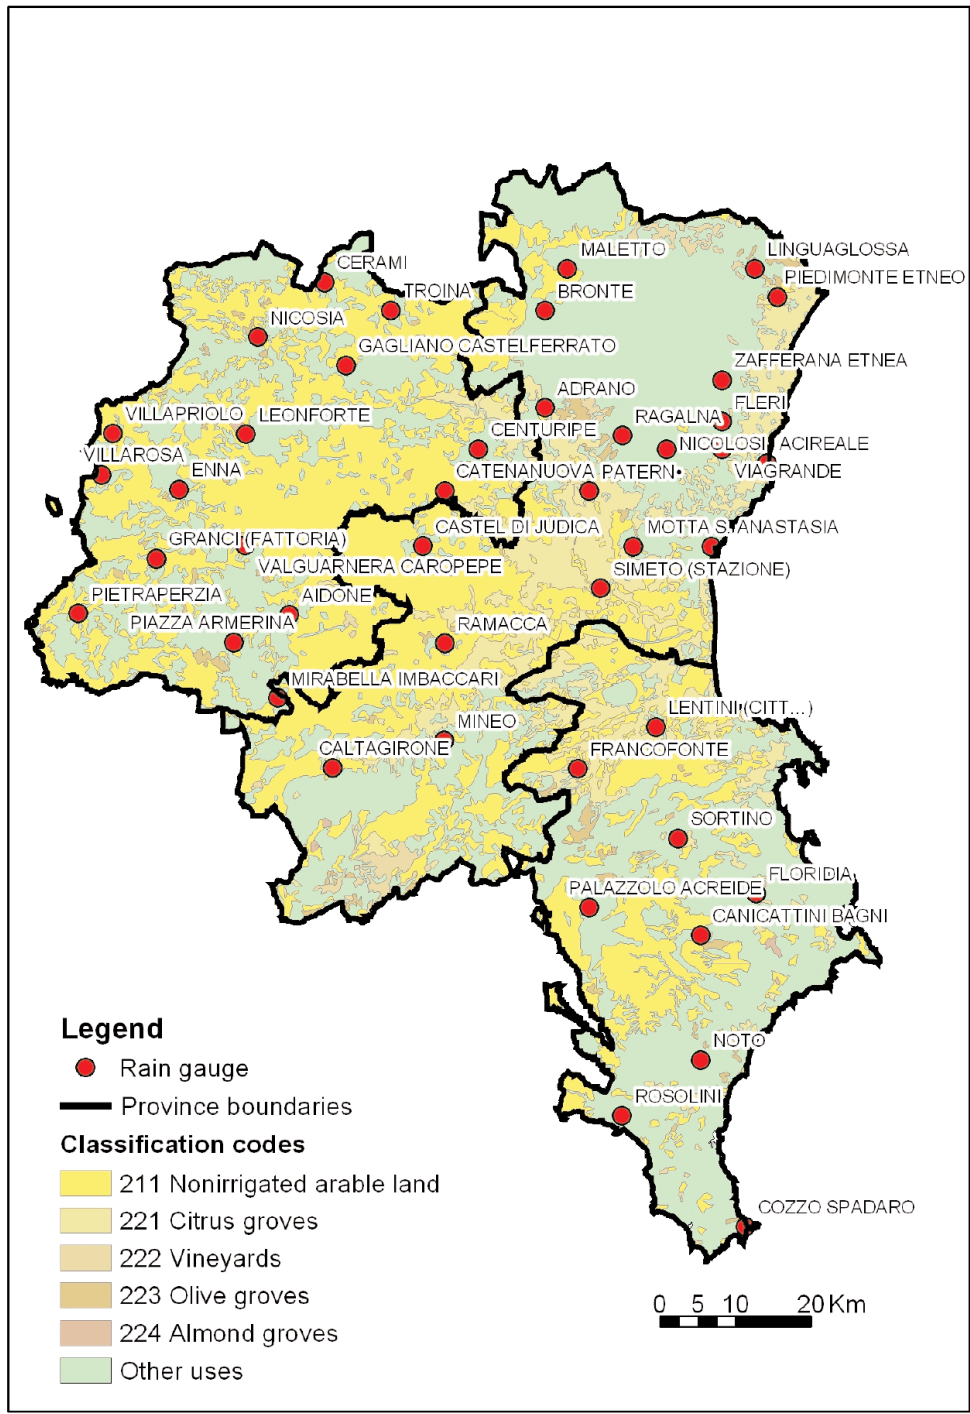 MALETTO
LINGUAGLOSSA
CERAMI
PIEDIMONTE ETNEO
TROINA
BRONTE
NICOSIA
GAGLIANO CASTELFERRATO
ZAFFERANA ETNEA
ADRANO
FLERI
VILLAPRIOLO
LEONFORTE
RAGALNA
CENTURIPE
NICOLOSI
ACIREALE
VILLAROSA
ENNA
CATENANUOVA
PATERN•
VIAGRANDE
CASTEL DI JUDICA
MOTTA S. ANASTASIA
GRANCI (FATTORIA)
VALGUARNERA CAROPEPE
SIMETO (STAZIONE)
PIETRAPERZIA
AIDONE
PIAZZA ARMERINA
RAMACCA
MIRABELLA IMBACCARI
LENTINI (CITT...)
MINEO
CALTAGIRONE
FRANCOFONTE
SORTINO
FLORIDIA
PALAZZOLO ACREIDE
CANICATTINI BAGNI
NOTO
ROSOLINI
COZZO SPADARO
Legend
Rain gauge
Province boundaries
Classification codes
211 Nonirrigated arable land
221 Citrus groves
222 Vineyards
223 Olive groves
224 Almond groves
Other uses
0 5 10 20 Km